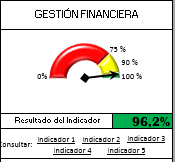 GESTIÓN FINANCIERA
75 %
90 %
0%
100 %
Resultado del Indicador 96,2%
Consultar: Indicador 1 Indicador 2 Indicador 3
Indicador 4 Indicador 5